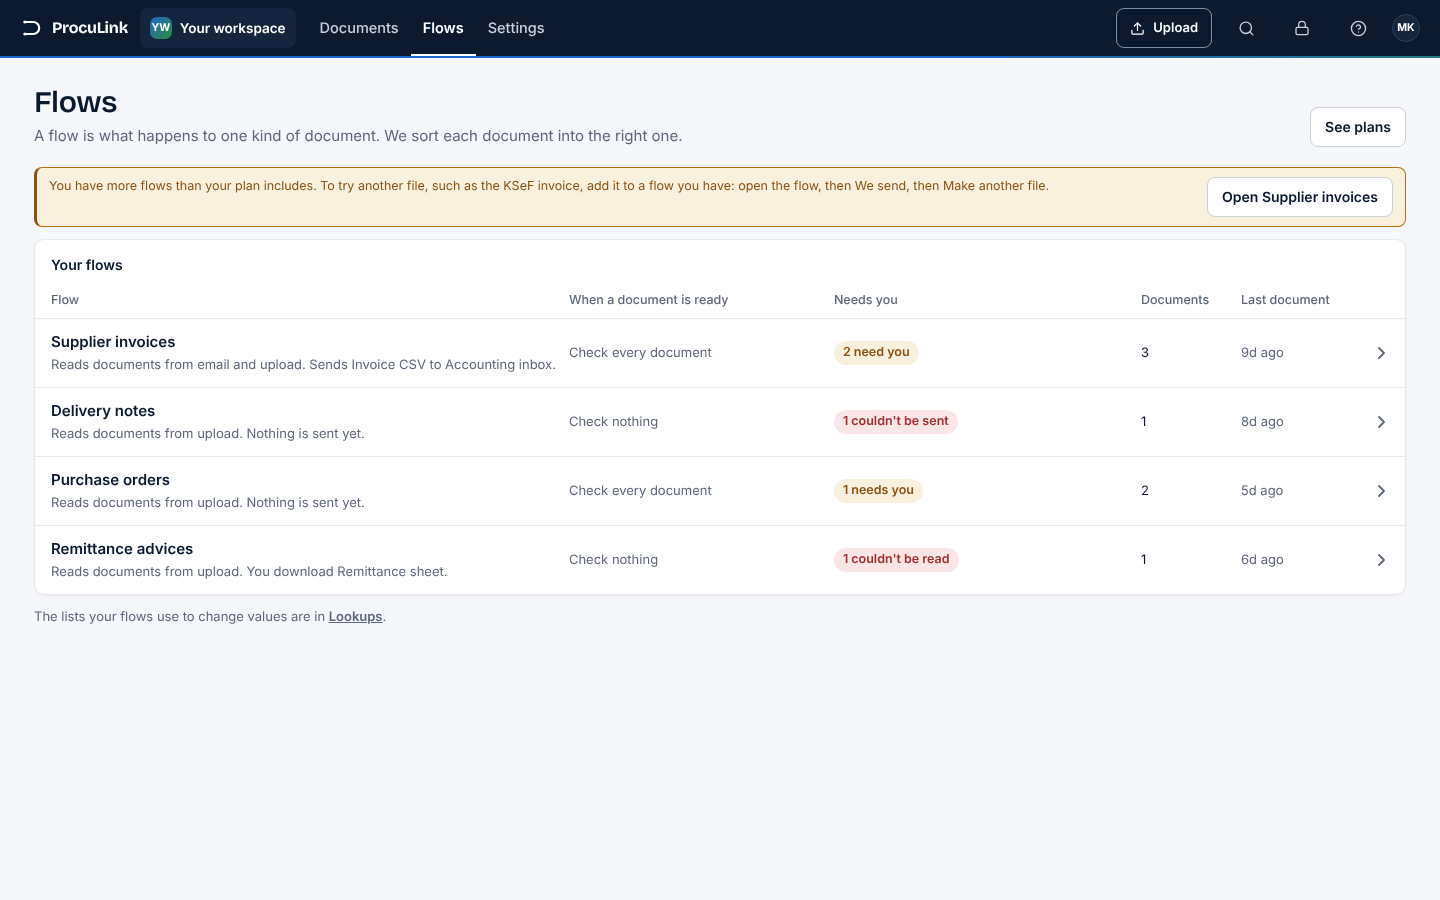 ProcuLink
YW
Your workspace
Documents
Flows
Settings
Upload
MK
Flows
A flow is what happens to one kind of document. We sort each document into the right one.
See plans
You have more flows than your plan includes. To try another file, such as the KSeF invoice, add it to a flow you have: open the flow, then We send, then Make another file.
Open Supplier invoices
Your flows
Flow When a document is ready Needs you Documents Last document
Supplier invoices
Reads documents from email and upload. Sends Invoice CSV to Accounting inbox.
Check every document 2 need you 3 9d ago
Delivery notes
Reads documents from upload. Nothing is sent yet.
Check nothing 1 couldn't be sent 1 8d ago
Purchase orders
Reads documents from upload. Nothing is sent yet.
Check every document 1 needs you 2 5d ago
Remittance advices
Reads documents from upload. You download Remittance sheet.
Check nothing 1 couldn't be read 1 6d ago
The lists your flows use to change values are in Lookups.